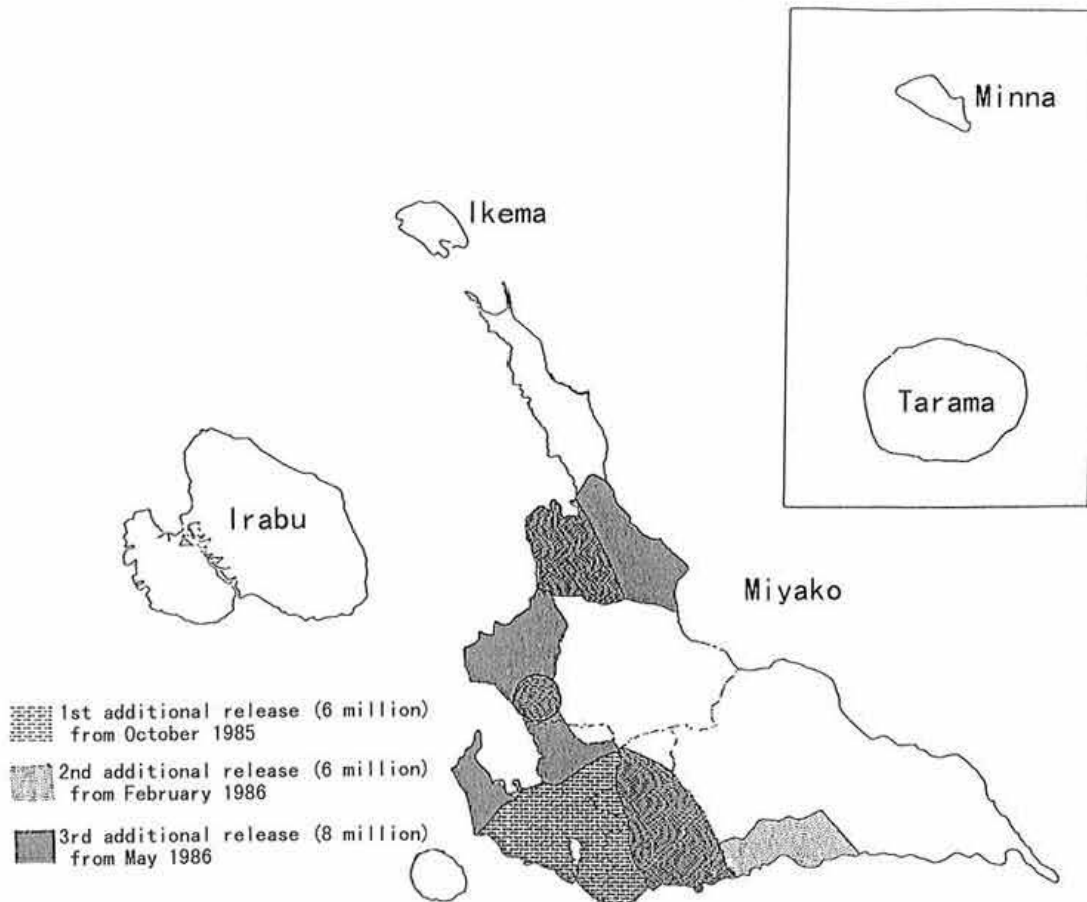 Minna
Ikema
Tarama
Irabu
Miyako
1st additional release (6 million)
from October 1985
2nd additional release (6 million)
from February 1986
3rd additional release (8 million)
from May 1986